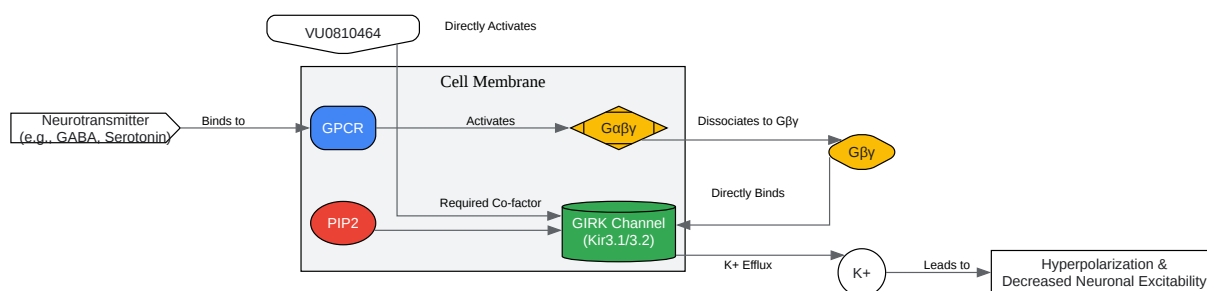 VU0810464
Directly Activates
Cell Membrane
Neurotransmitter
(e.g., GABA, Serotonin)
Binds to
GPCR
Activates
Gαβγ
Dissociates to Gβγ
Gβγ
Directly Binds
PIP2
Required Co-factor
GIRK Channel
(Kir3.1/3.2)
K+ Efflux
K+
Leads to
Hyperpolarization &
Decreased Neuronal Excitability